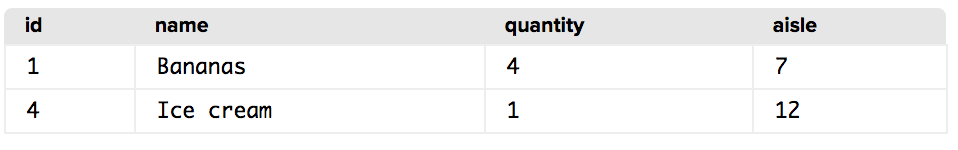 id name quantity aisle
1 Bananas 4 7
4 Ice cream 1 12